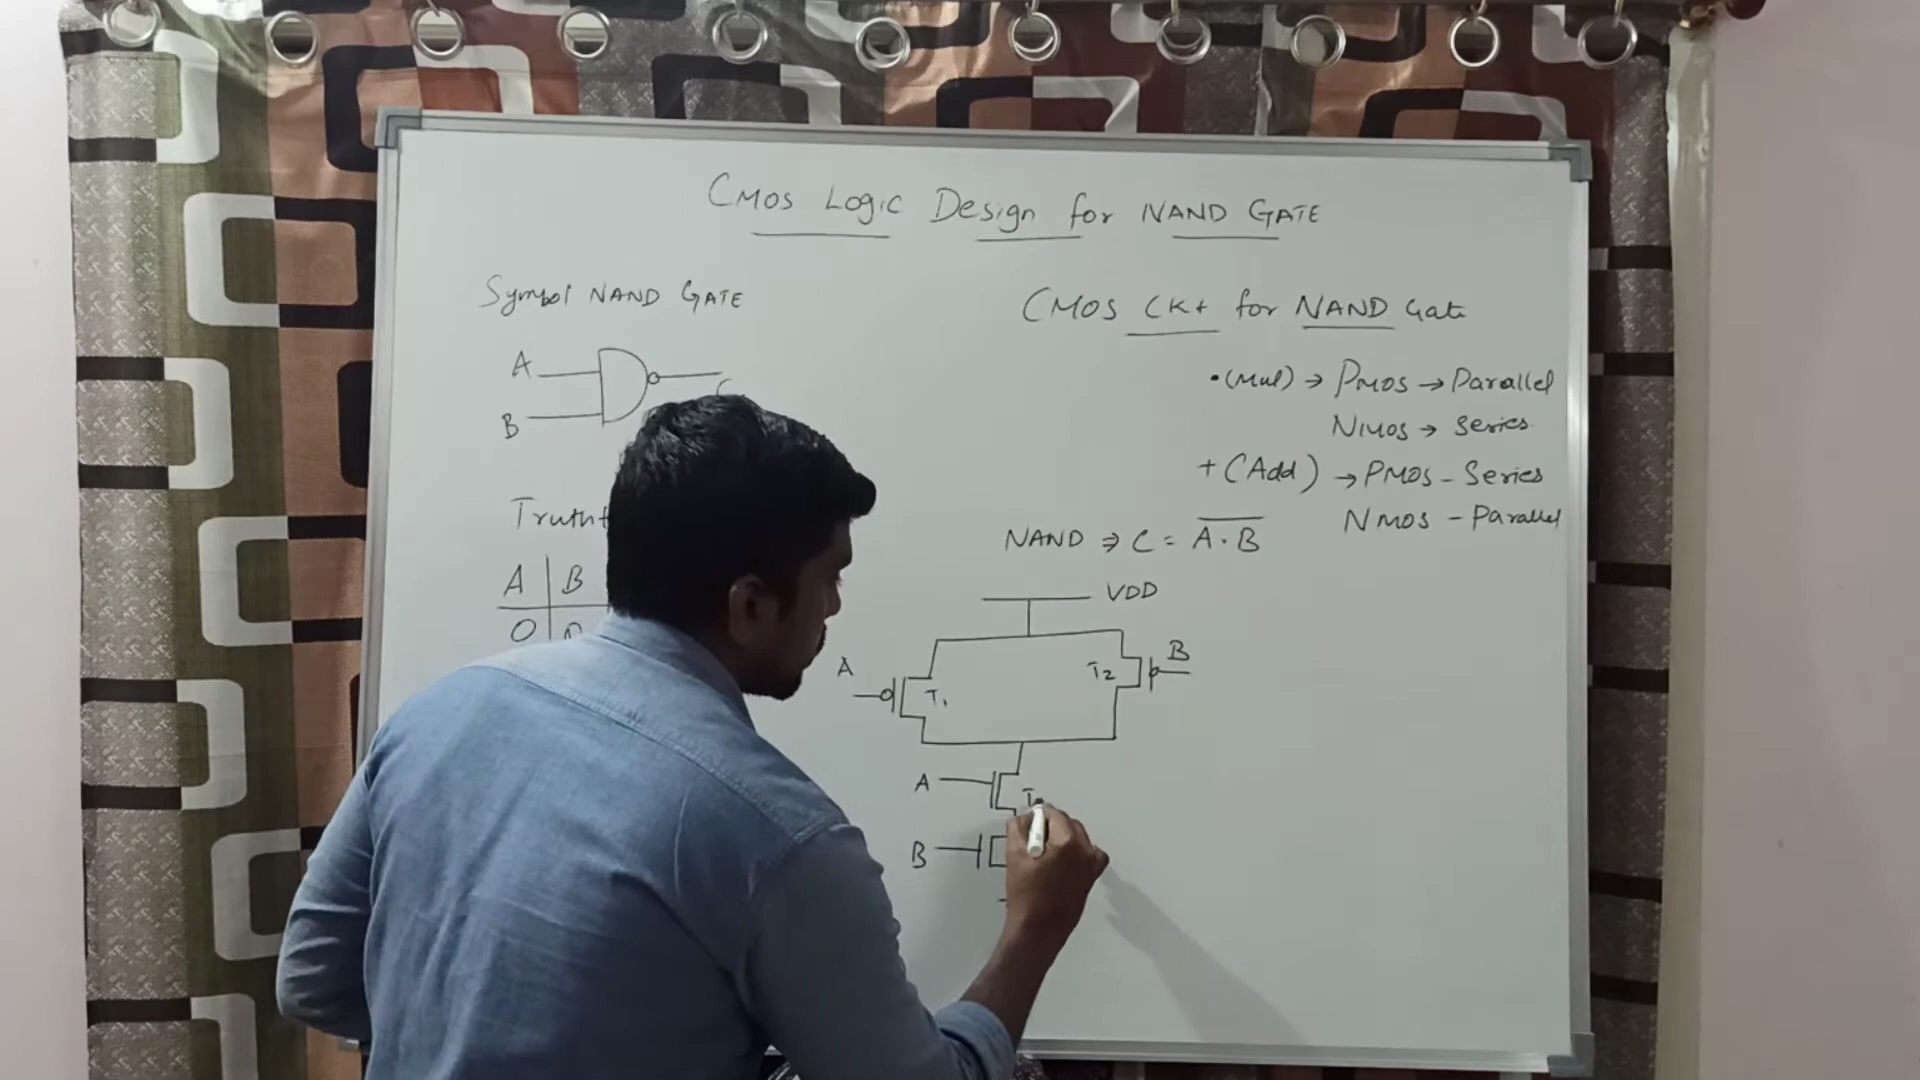 CMOS Logic Design for NAND GATE
Symbol NAND GATE
A
B
Truth
A B
0
CMOS CKt for NAND Gate
• (Mul) → PMOS → Parallel
NMOS → Series
+ (Add) → PMOS - Series
NMOS - Parallel
NAND ⇒ C = \overline{A . B}
VDD
A T1
T2 B
A
B